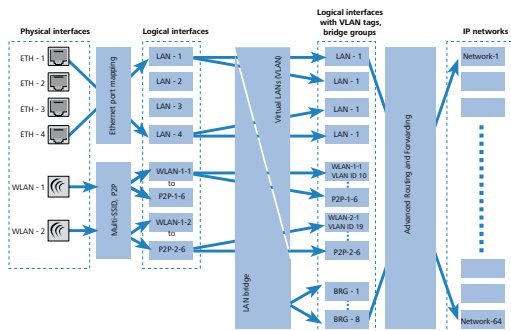 Physical interfaces
Logical interfaces
Logical interfaces
with VLAN tags,
bridge groups
IP networks
ETH - 1
ETH - 2
ETH - 3
ETH - 4
WLAN - 1
WLAN - 2
Ethernet port mapping
Multi-SSID, P2P
LAN - 1
LAN - 2
LAN - 3
LAN - 4
WLAN-1-1
to
P2P-1-6
WLAN-1-2
to
P2P-2-6
Virtual LANs (VLAN)
LAN bridge
LAN - 1
LAN - 1
LAN - 1
LAN - 1
WLAN-1-1
VLAN ID 10
P2P-1-6
WLAN-2-1
VLAN ID 19
P2P-2-6
BRG - 1
BRG - 8
Advanced Routing and Forwarding
Network-1
Network-64